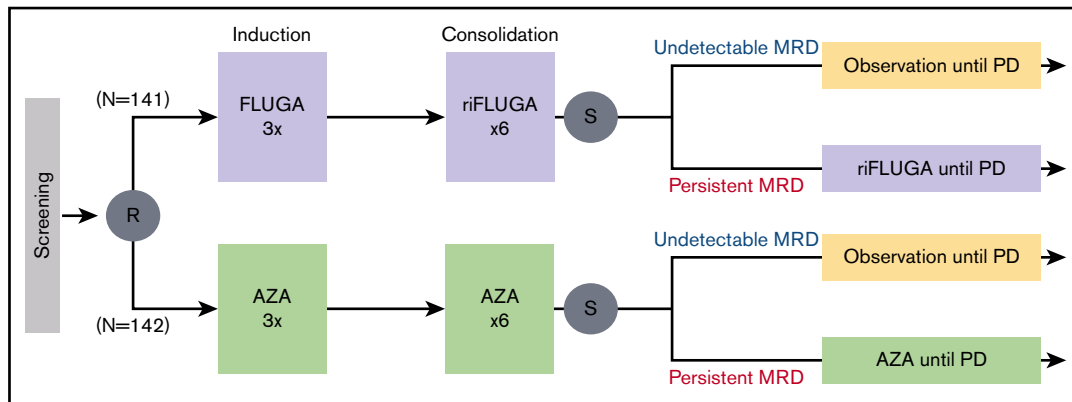 Induction
Consolidation
Screening
R
(N=141)
FLUGA
3x
riFLUGA
x6
S
Undetectable MRD
Observation until PD
Persistent MRD
riFLUGA until PD
(N=142)
AZA
3x
AZA
x6
S
Undetectable MRD
Observation until PD
Persistent MRD
AZA until PD